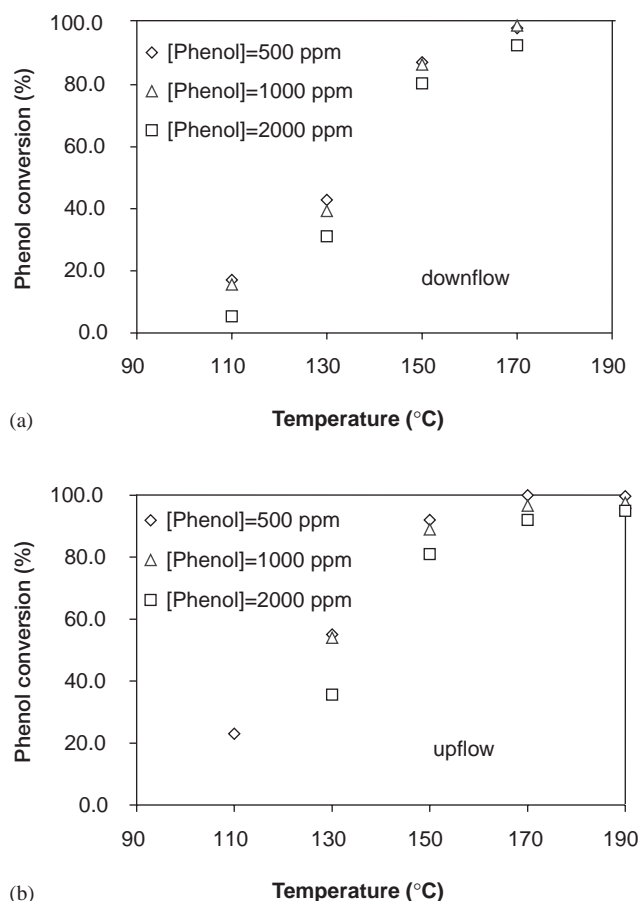 100.0
80.0
60.0
40.0
20.0
0.0
Phenol conversion (%)
[Phenol]=500 ppm
[Phenol]=1000 ppm
[Phenol]=2000 ppm
downflow
90 110 130 150 170 190
(a) Temperature (°C)
100.0
80.0
60.0
40.0
20.0
0.0
Phenol conversion (%)
[Phenol]=500 ppm
[Phenol]=1000 ppm
[Phenol]=2000 ppm
upflow
90 110 130 150 170 190
(b) Temperature (°C)